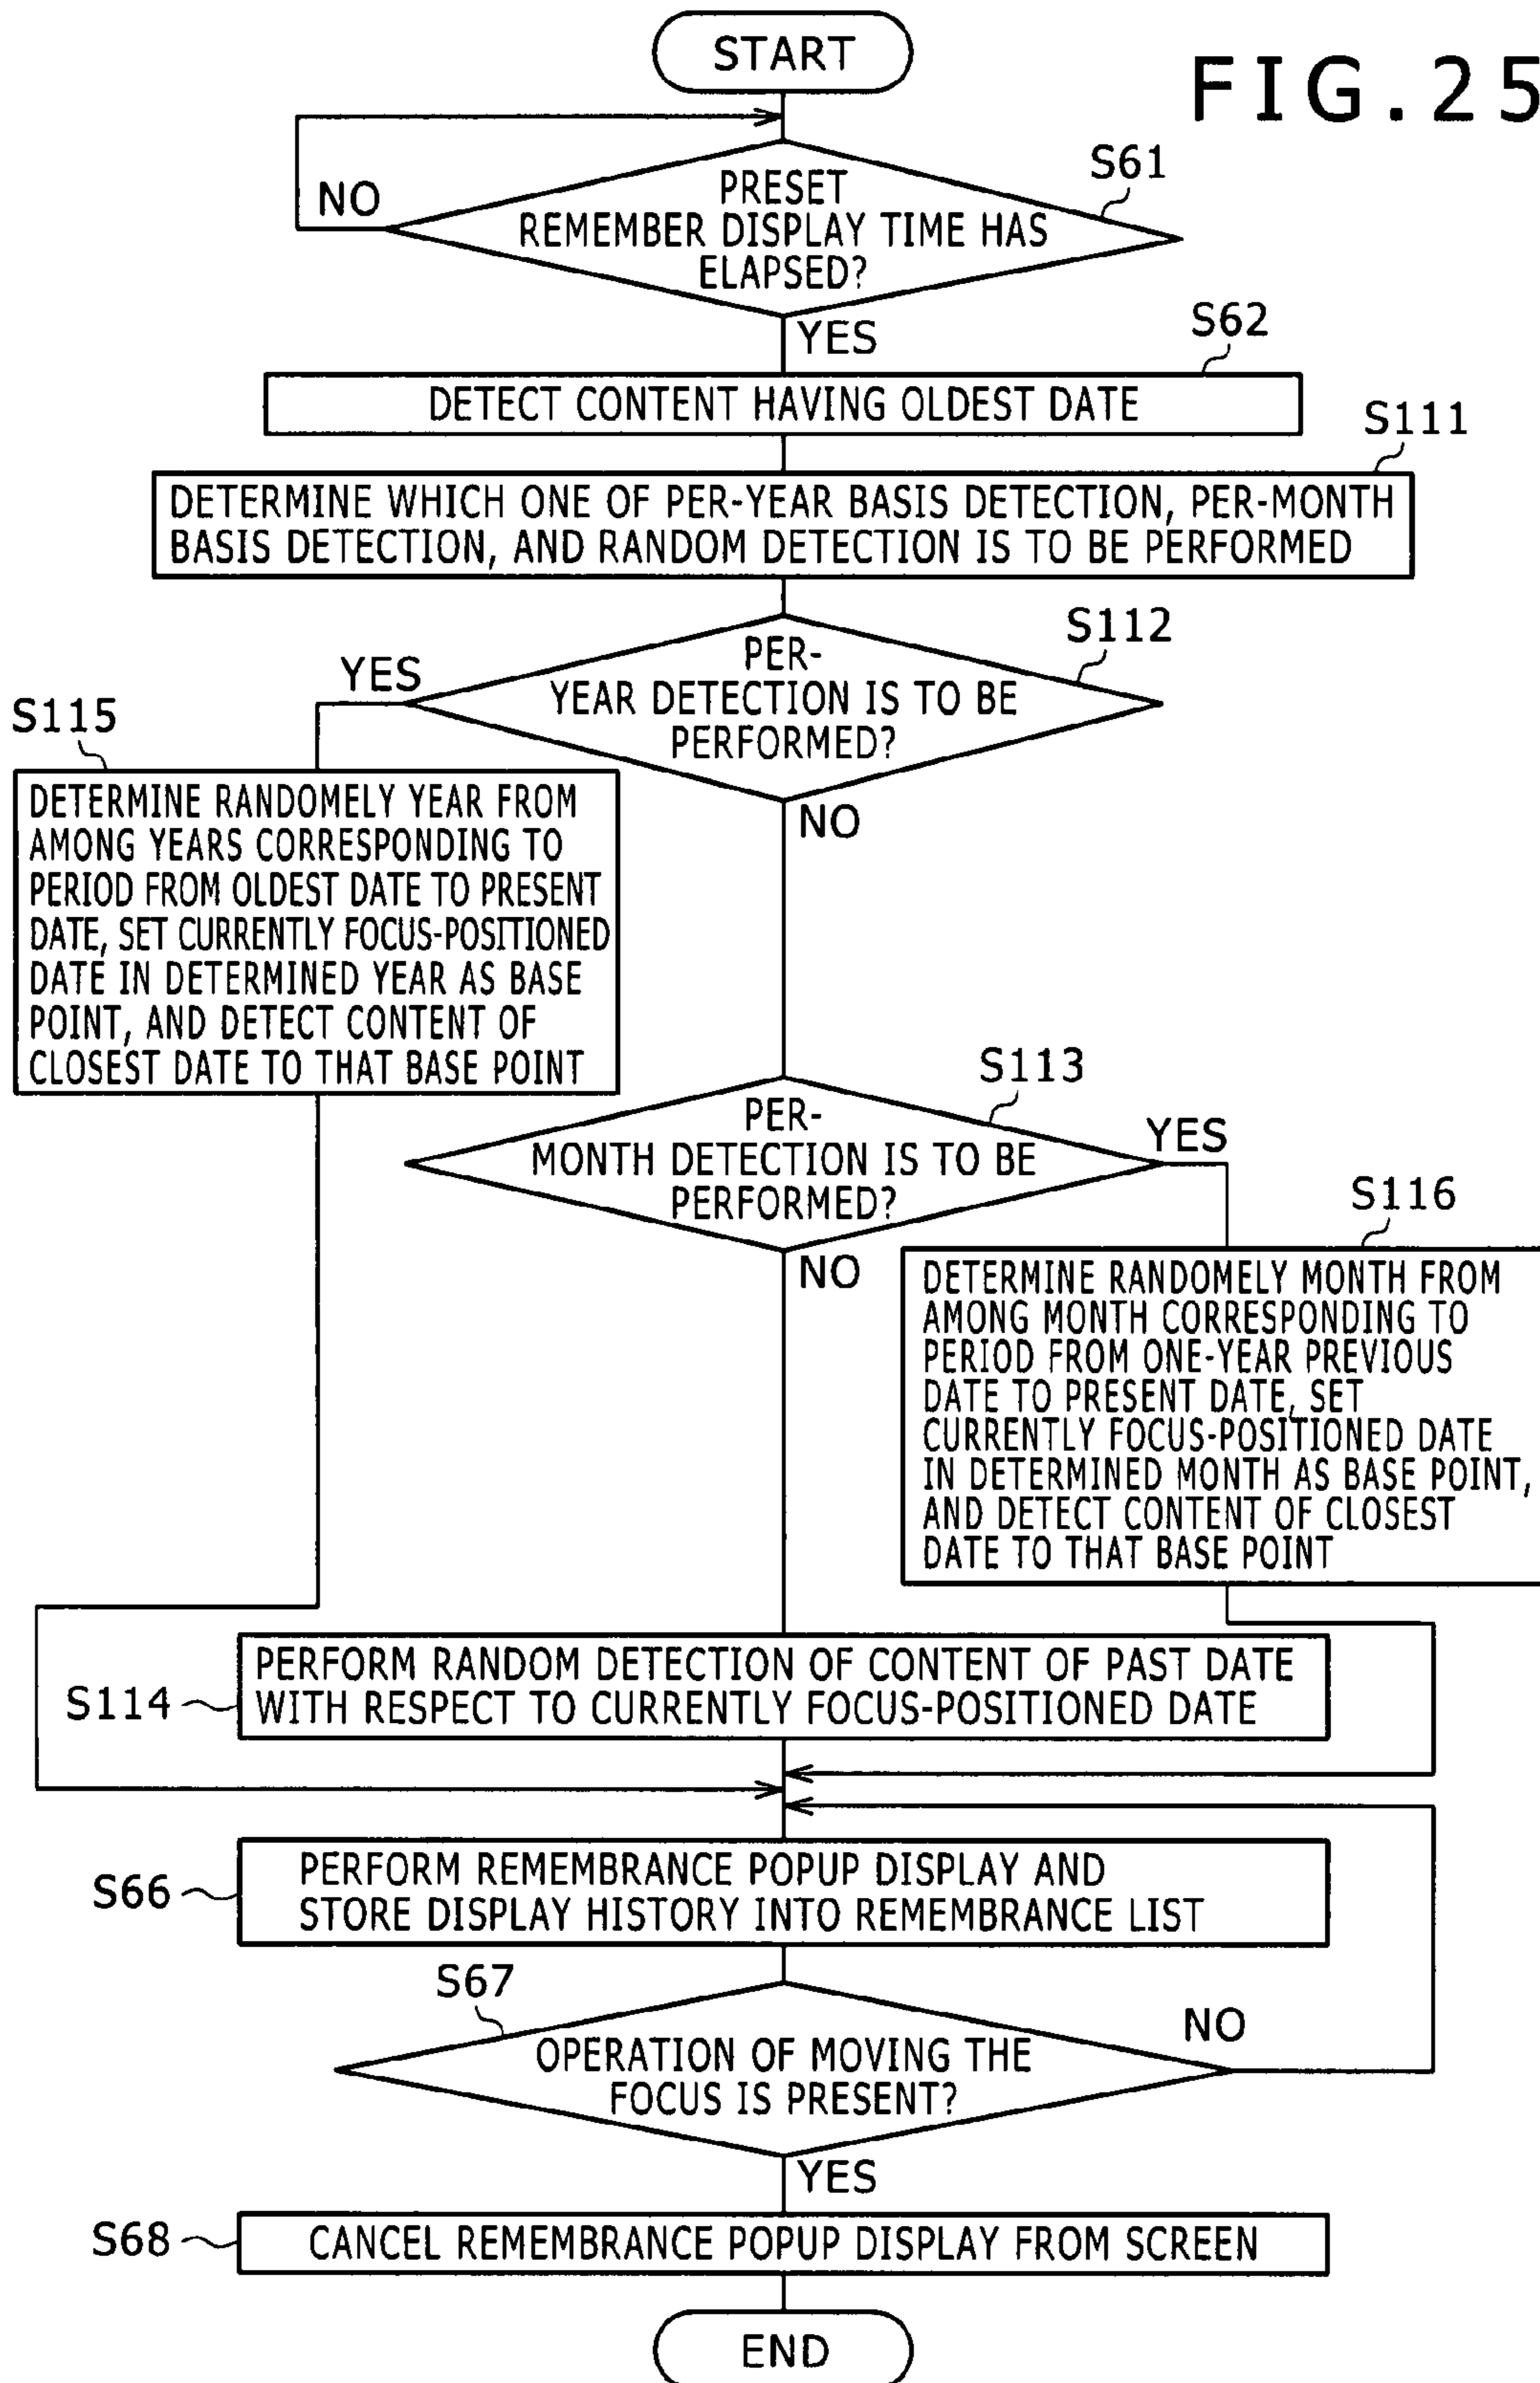 START
FIG.25
S61
NO
PRESET
REMEMBER DISPLAY TIME HAS
ELAPSED?
YES
S62
DETECT CONTENT HAVING OLDEST DATE
S111
DETERMINE WHICH ONE OF PER-YEAR BASIS DETECTION, PER-MONTH
BASIS DETECTION, AND RANDOM DETECTION IS TO BE PERFORMED
S112
YES
PER-
YEAR DETECTION IS TO BE
PERFORMED?
NO
S115
DETERMINE RANDOMELY YEAR FROM
AMONG YEARS CORRESPONDING TO
PERIOD FROM OLDEST DATE TO PRESENT
DATE, SET CURRENTLY FOCUS-POSITIONED
DATE IN DETERMINED YEAR AS BASE
POINT, AND DETECT CONTENT OF
CLOSEST DATE TO THAT BASE POINT
S113
PER-
MONTH DETECTION IS TO BE
PERFORMED?
YES
NO
S116
DETERMINE RANDOMELY MONTH FROM
AMONG MONTH CORRESPONDING TO
PERIOD FROM ONE-YEAR PREVIOUS
DATE TO PRESENT DATE, SET
CURRENTLY FOCUS-POSITIONED DATE
IN DETERMINED MONTH AS BASE POINT,
AND DETECT CONTENT OF CLOSEST
DATE TO THAT BASE POINT
S114
PERFORM RANDOM DETECTION OF CONTENT OF PAST DATE
WITH RESPECT TO CURRENTLY FOCUS-POSITIONED DATE
S66
PERFORM REMEMBRANCE POPUP DISPLAY AND
STORE DISPLAY HISTORY INTO REMEMBRANCE LIST
S67
OPERATION OF MOVING THE
FOCUS IS PRESENT?
NO
YES
S68
CANCEL REMEMBRANCE POPUP DISPLAY FROM SCREEN
END